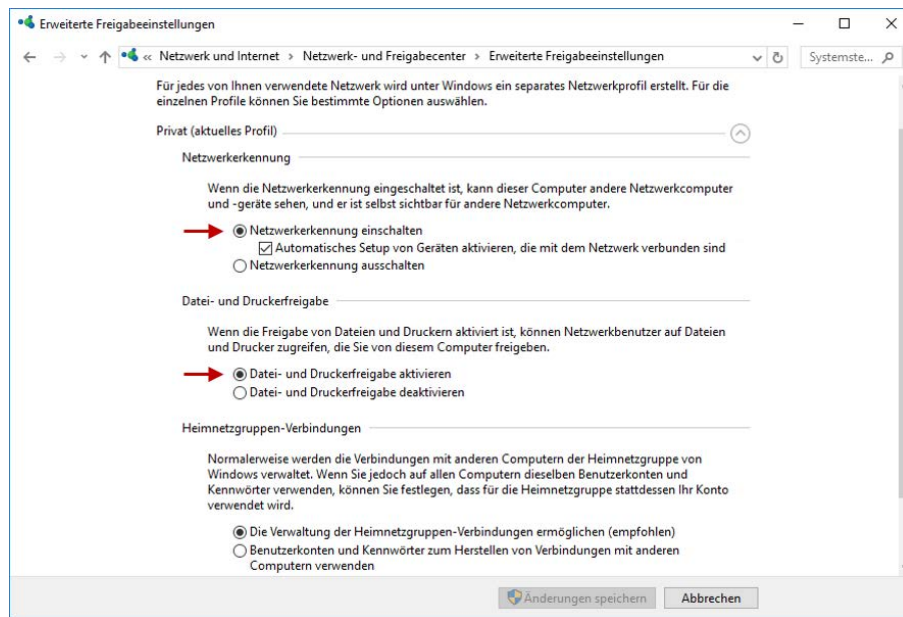 Erweiterte Freigabeeinstellungen
« Netzwerk und Internet > Netzwerk- und Freigabecenter > Erweiterte Freigabeeinstellungen
Systemste...
Für jedes von Ihnen verwendete Netzwerk wird unter Windows ein separates Netzwerkprofil erstellt. Für die
einzelnen Profile können Sie bestimmte Optionen auswählen.
Privat (aktuelles Profil)
Netzwerkerkennung
Wenn die Netzwerkerkennung eingeschaltet ist, kann dieser Computer andere Netzwerkcomputer
und -geräte sehen, und er ist selbst sichtbar für andere Netzwerkcomputer.
Netzwerkerkennung einschalten
Automatisches Setup von Geräten aktivieren, die mit dem Netzwerk verbunden sind
Netzwerkerkennung ausschalten
Datei- und Druckerfreigabe
Wenn die Freigabe von Dateien und Druckern aktiviert ist, können Netzwerkbenutzer auf Dateien
und Drucker zugreifen, die Sie von diesem Computer freigeben.
Datei- und Druckerfreigabe aktivieren
Datei- und Druckerfreigabe deaktivieren
Heimnetzgruppen-Verbindungen
Normalerweise werden die Verbindungen mit anderen Computern der Heimnetzgruppe von
Windows verwaltet. Wenn Sie jedoch auf allen Computern dieselben Benutzerkonten und
Kennwörter verwenden, können Sie festlegen, dass für die Heimnetzgruppe stattdessen Ihr Konto
verwendet wird.
Die Verwaltung der Heimnetzgruppen-Verbindungen ermöglichen (empfohlen)
Benutzerkonten und Kennwörter zum Herstellen von Verbindungen mit anderen
Computern verwenden
Änderungen speichern
Abbrechen